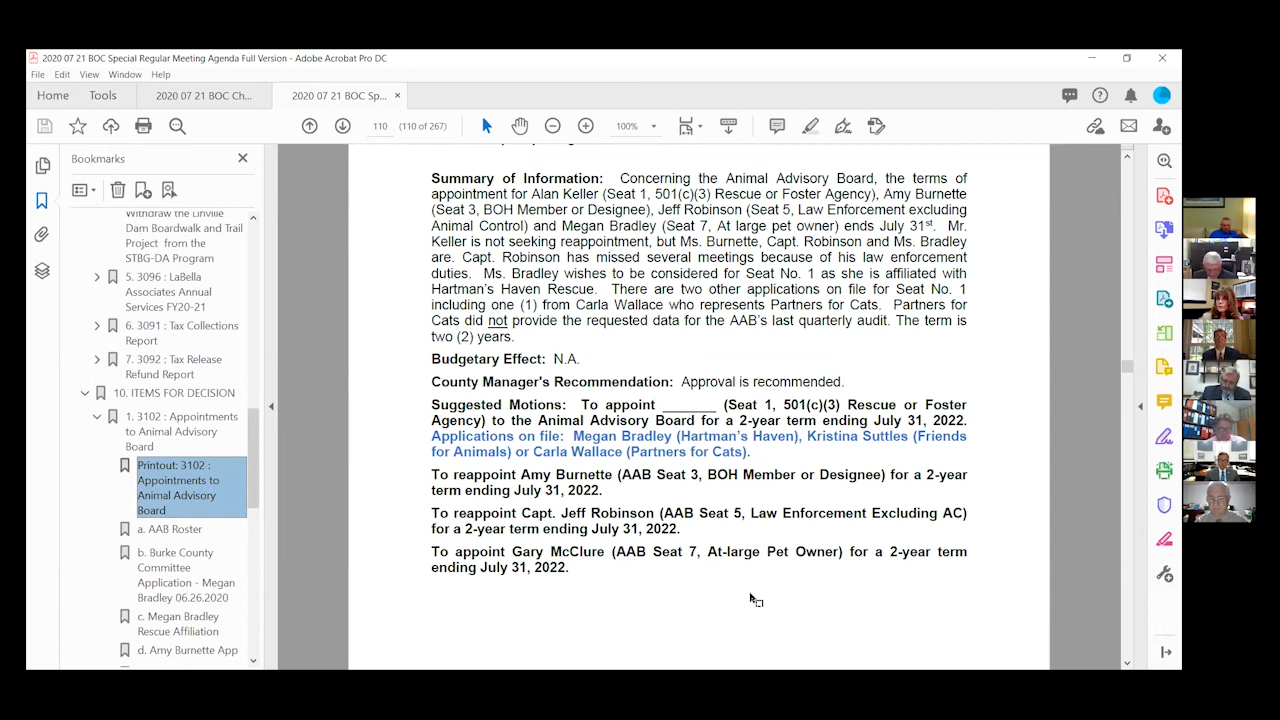 2020 07 21 BOC Special Regular Meeting Agenda Full Version - Adobe Acrobat Pro DC
File Edit View Window Help
Home Tools 2020 07 21 BOC Ch... 2020 07 21 BOC Sp... ×
110 (110 of 267) 100%
Bookmarks
Withdraw the Linville
Dam Boardwalk and Trail
Project from the
STBG-DA Program
5. 3096 : LaBella
Associates Annual
Services FY20-21
6. 3091 : Tax Collections
Report
7. 3092 : Tax Release
Refund Report
10. ITEMS FOR DECISION
1. 3102 : Appointments
to Animal Advisory
Board
Printout: 3102 :
Appointments to
Animal Advisory
Board
a. AAB Roster
b. Burke County
Committee
Application - Megan
Bradley 06.26.2020
c. Megan Bradley
Rescue Affiliation
d. Amy Burnette App
Summary of Information: Concerning the Animal Advisory Board, the terms of
appointment for Alan Keller (Seat 1, 501(c)(3) Rescue or Foster Agency), Amy Burnette
(Seat 3, BOH Member or Designee), Jeff Robinson (Seat 5, Law Enforcement excluding
Animal Control) and Megan Bradley (Seat 7, At large pet owner) ends July 31st. Mr.
Keller is not seeking reappointment, but Ms. Burnette, Capt. Robinson and Ms. Bradley
are. Capt. Robinson has missed several meetings because of his law enforcement
duties. Ms. Bradley wishes to be considered for Seat No. 1 as she is affiliated with
Hartman's Haven Rescue. There are two other applications on file for Seat No. 1
including one (1) from Carla Wallace who represents Partners for Cats. Partners for
Cats did not provide the requested data for the AAB's last quarterly audit. The term is
two (2) years.
Budgetary Effect: N.A.
County Manager's Recommendation: Approval is recommended.
Suggested Motions: To appoint ________ (Seat 1, 501(c)(3) Rescue or Foster
Agency) to the Animal Advisory Board for a 2-year term ending July 31, 2022.
Applications on file: Megan Bradley (Hartman's Haven), Kristina Suttles (Friends
for Animals) or Carla Wallace (Partners for Cats).
To reappoint Amy Burnette (AAB Seat 3, BOH Member or Designee) for a 2-year
term ending July 31, 2022.
To reappoint Capt. Jeff Robinson (AAB Seat 5, Law Enforcement Excluding AC)
for a 2-year term ending July 31, 2022.
To appoint Gary McClure (AAB Seat 7, At-large Pet Owner) for a 2-year term
ending July 31, 2022.